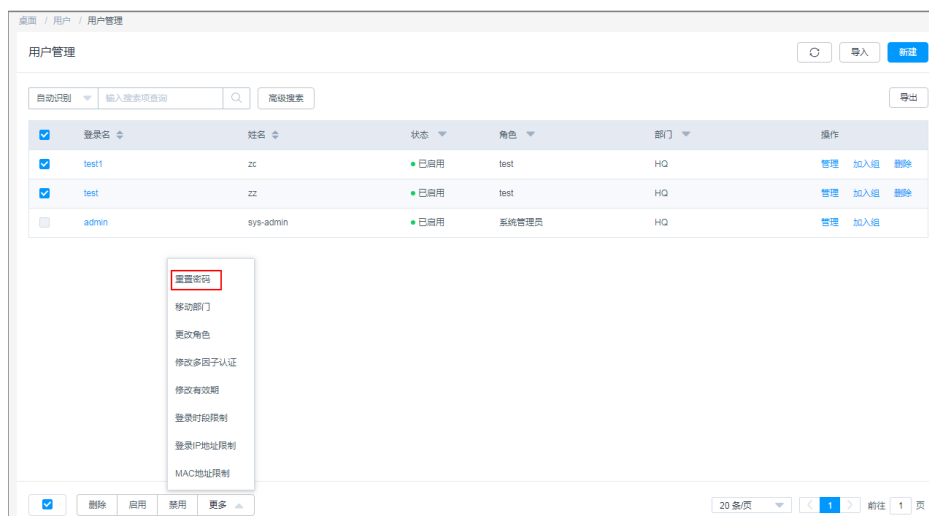 桌面 / 用户 / 用户管理
用户管理 导入 新建
自动识别 输入搜索项查询 高级搜索 导出
登录名 姓名 状态 角色 部门 操作
test1 zc 已启用 test HQ 管理 加入组 删除
test zz 已启用 test HQ 管理 加入组 删除
admin sys-admin 已启用 系统管理员 HQ 管理 加入组
重置密码
移动部门
更改角色
修改多因子认证
修改有效期
登录时段限制
登录IP地址限制
MAC地址限制
删除 启用 禁用 更多 20 条/页 1 前往 1 页